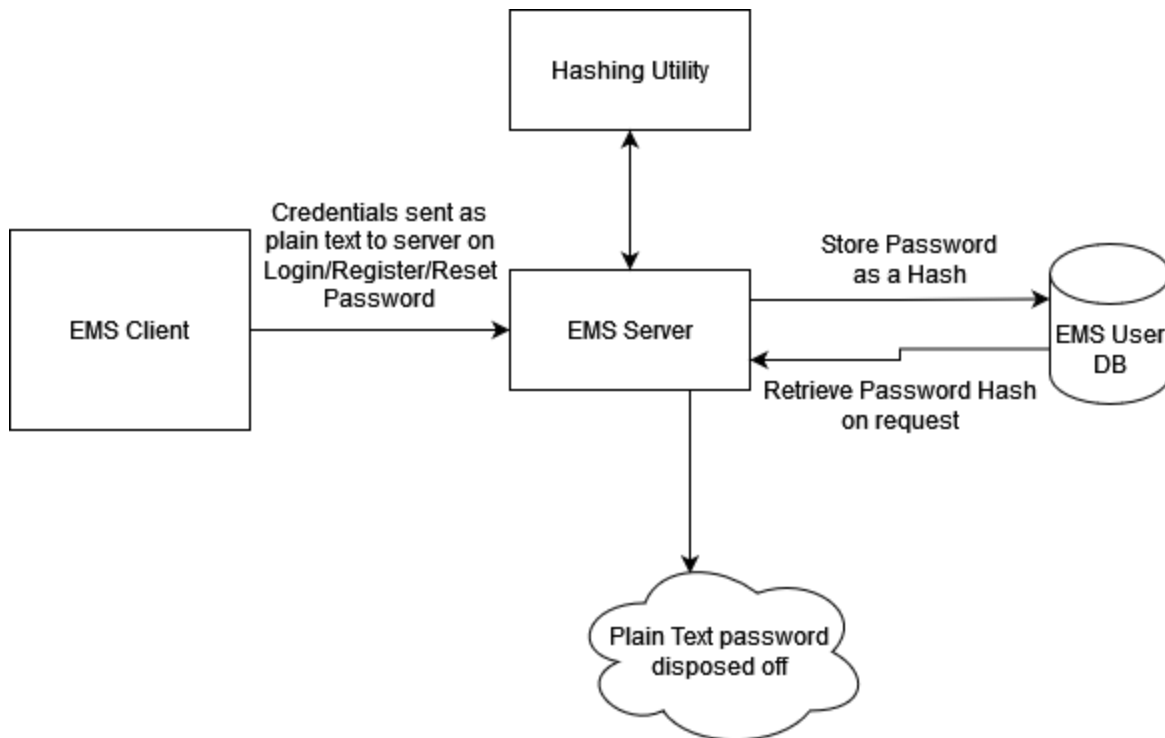 Hashing Utility
Credentials sent as
plain text to server on
Login/Register/Reset
Password
EMS Client
EMS Server
Store Password
as a Hash
EMS User
DB
Retrieve Password Hash
on request
Plain Text password
disposed off